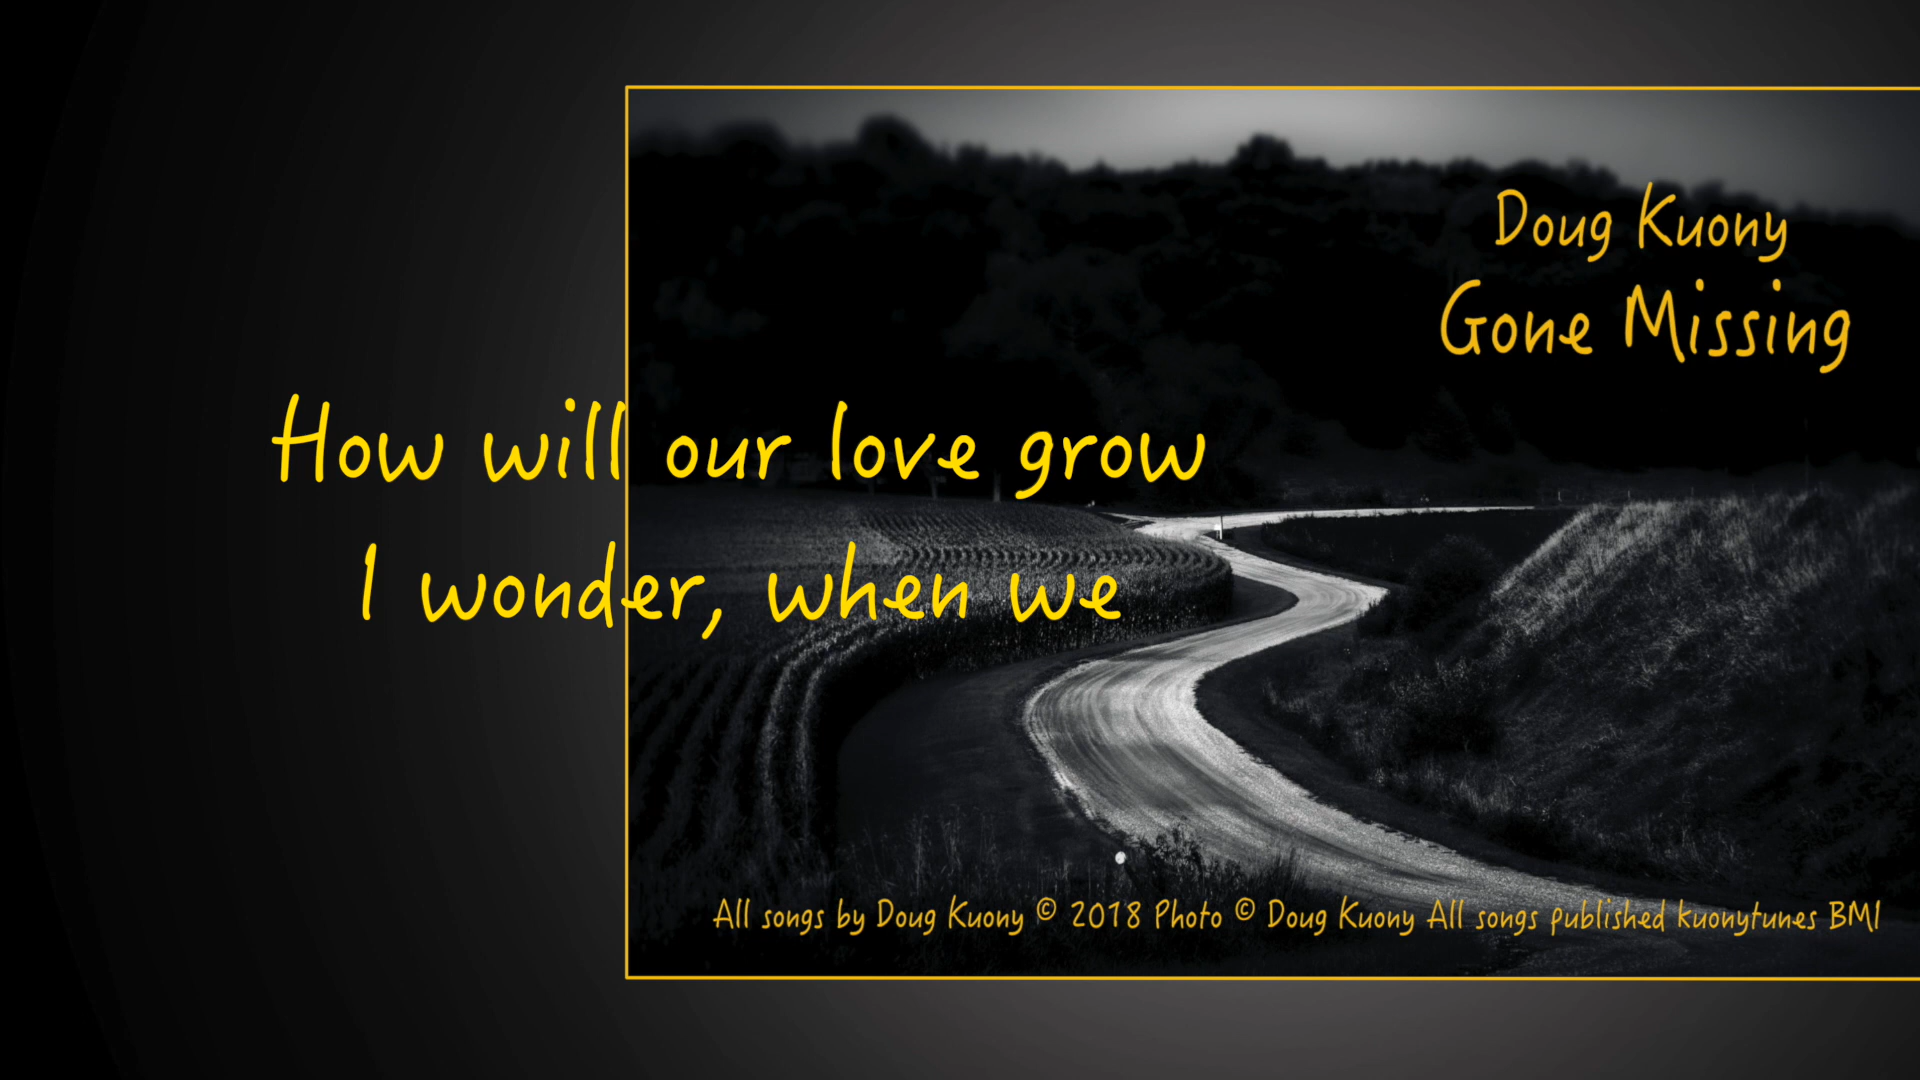 Doug Kuony
Gone Missing
How will our love grow
I wonder, when we
All songs by Doug Kuony © 2018 Photo © Doug Kuony All songs published kuonytunes BMI